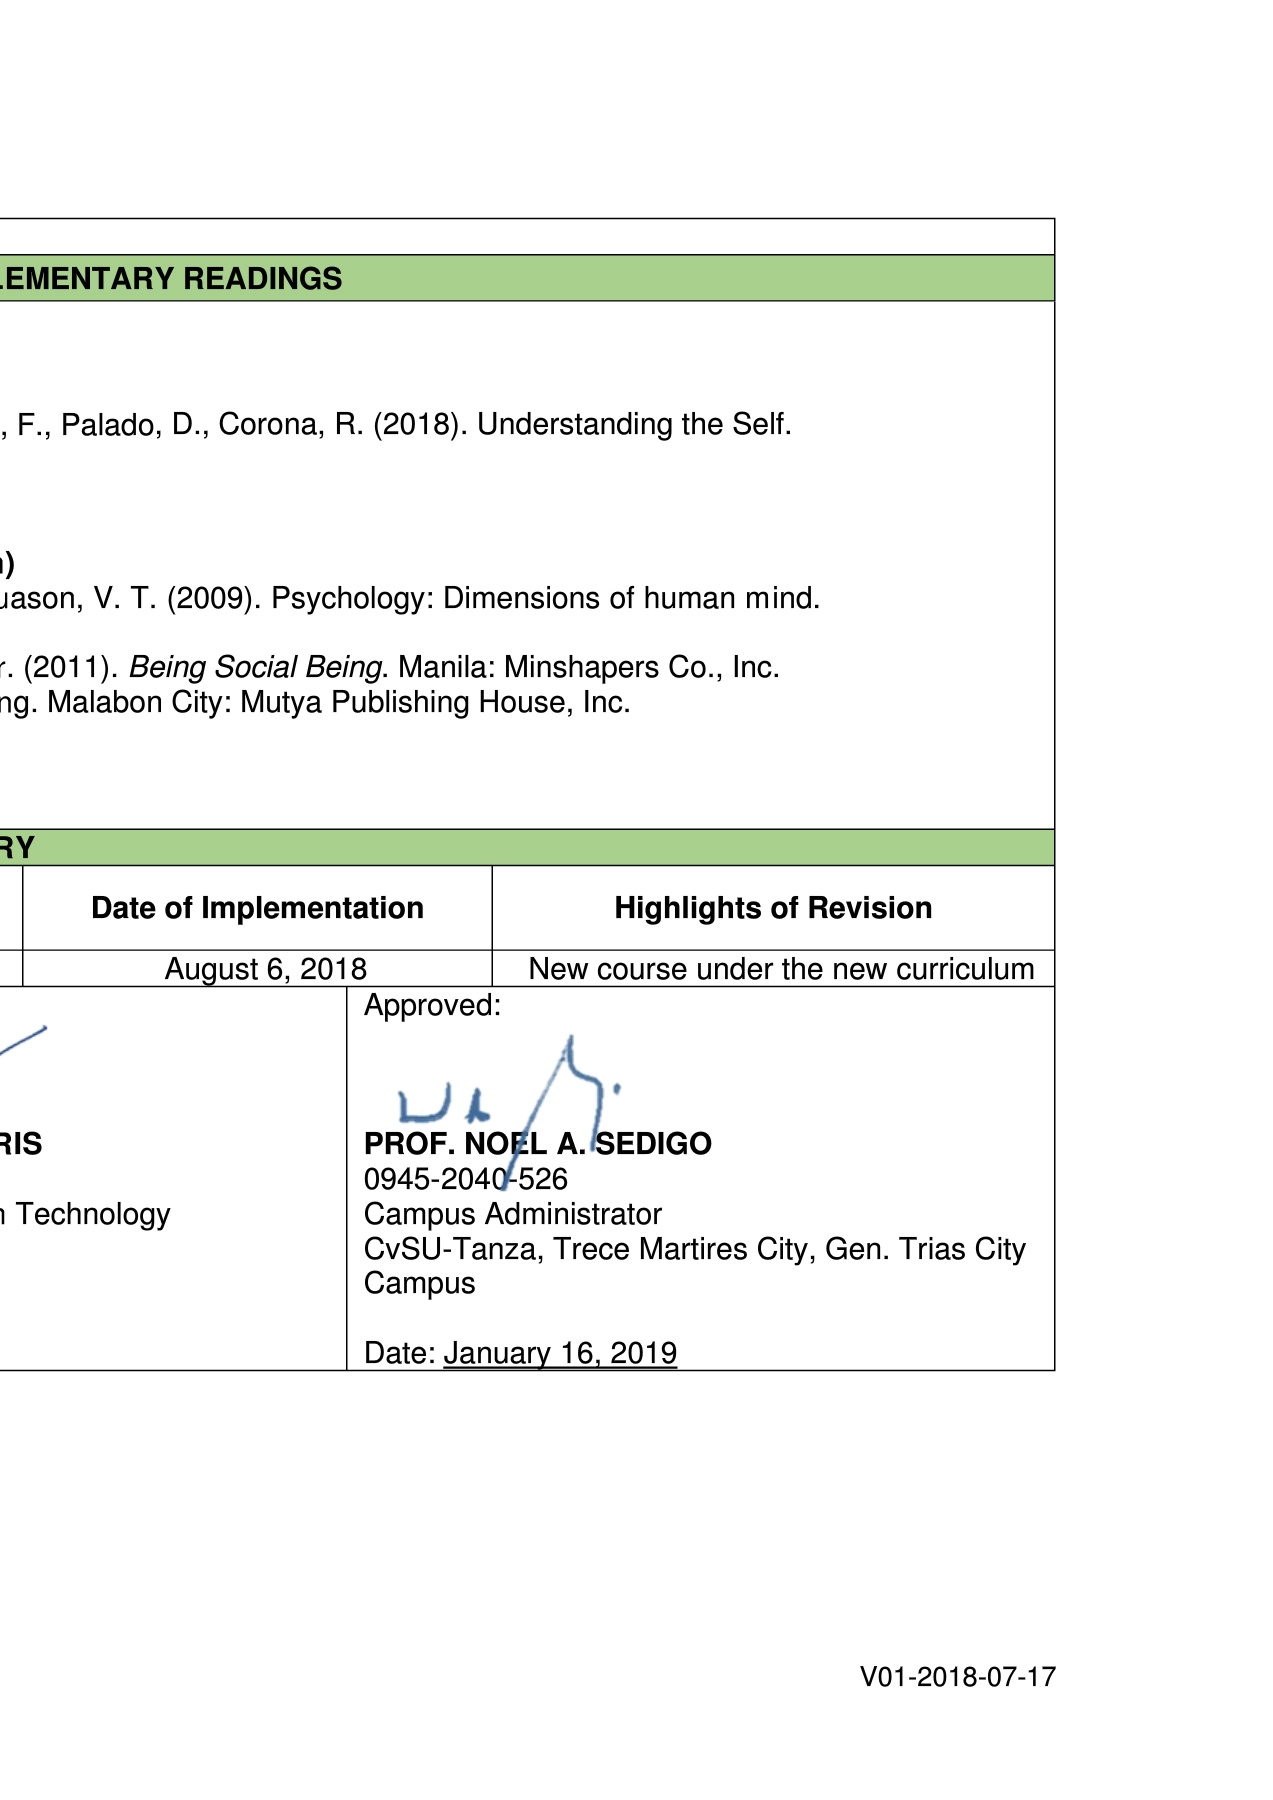 LEMENTARY READINGS
, F., Palado, D., Corona, R. (2018). Understanding the Self.
n)
uason, V. T. (2009). Psychology: Dimensions of human mind.
r. (2011). Being Social Being. Manila: Minshapers Co., Inc.
ng. Malabon City: Mutya Publishing House, Inc.
RY
Date of Implementation Highlights of Revision
August 6, 2018 New course under the new curriculum
Approved:
RIS PROF. NOEL A. SEDIGO
0945-2040-526
n Technology Campus Administrator
CvSU-Tanza, Trece Martires City, Gen. Trias City
Campus
Date: January 16, 2019
V01-2018-07-17